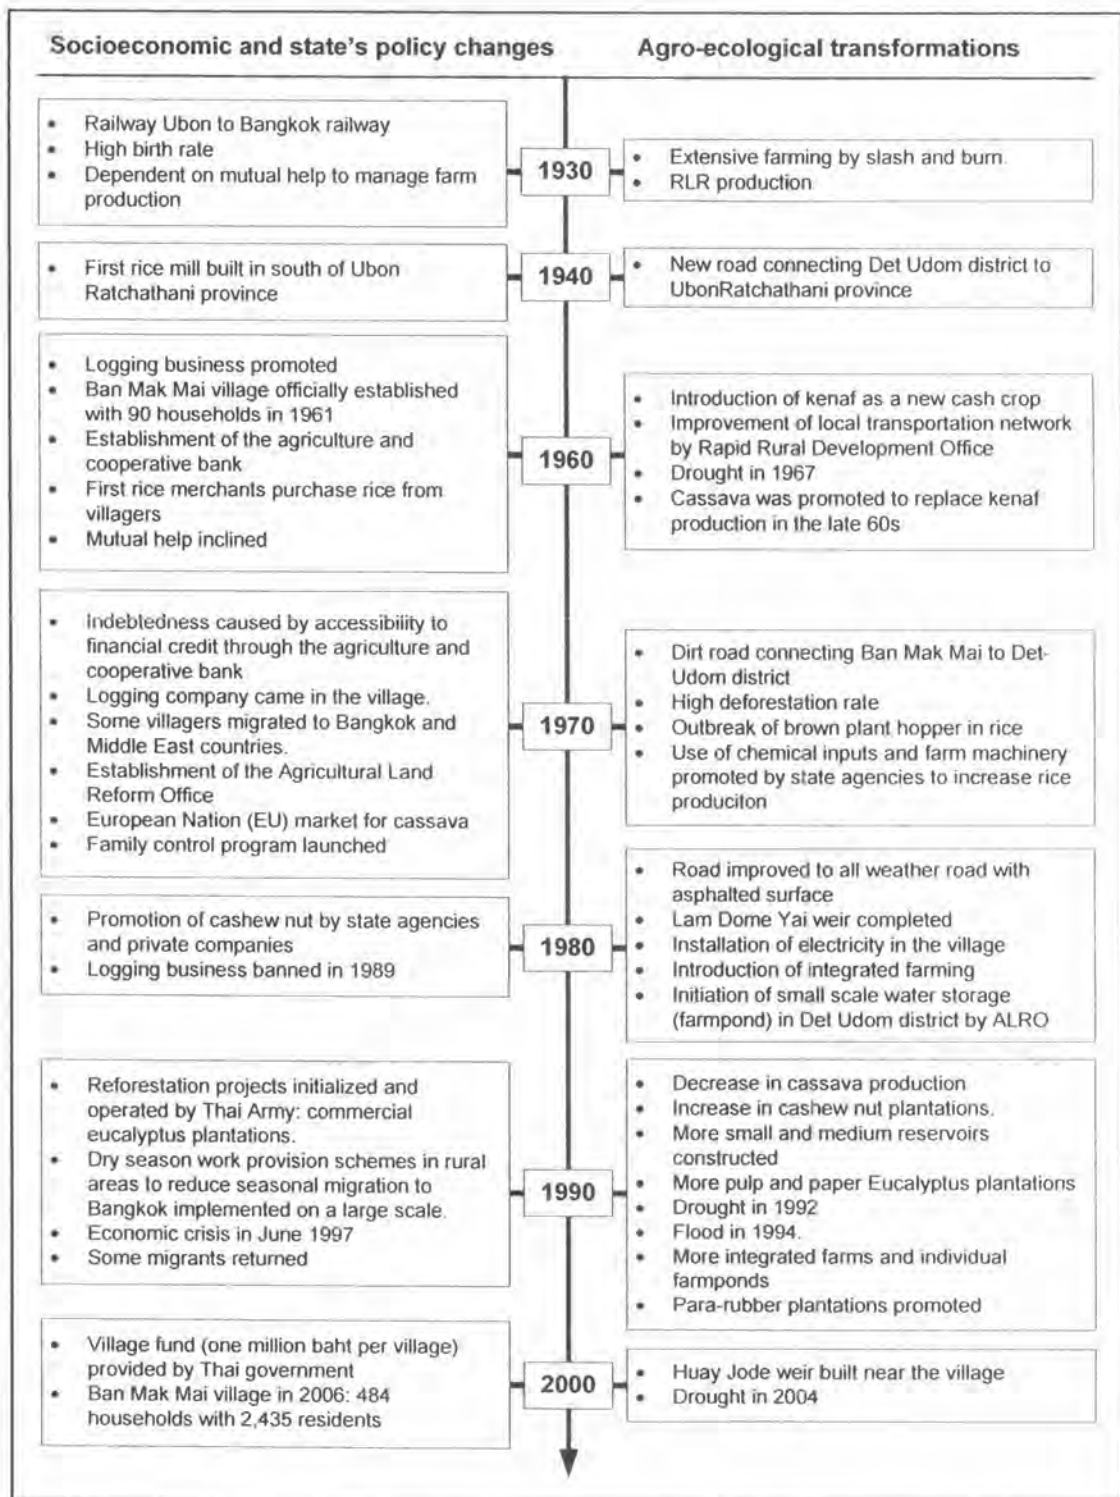 Socioeconomic and state's policy changes
Agro-ecological transformations
• Railway Ubon to Bangkok railway
• High birth rate
• Dependent on mutual help to manage farm
production
1930
• Extensive farming by slash and burn.
• RLR production
• First rice mill built in south of Ubon
Ratchathani province
1940
• New road connecting Det Udom district to
UbonRatchathani province
• Logging business promoted
• Ban Mak Mai village officially established
with 90 households in 1961
• Establishment of the agriculture and
cooperative bank
• First rice merchants purchase rice from
villagers
• Mutual help inclined
1960
• Introduction of kenaf as a new cash crop
• Improvement of local transportation network
by Rapid Rural Development Office
• Drought in 1967
• Cassava was promoted to replace kenaf
production in the late 60s
• Indebtedness caused by accessibility to
financial credit through the agriculture and
cooperative bank
• Logging company came in the village.
• Some villagers migrated to Bangkok and
Middle East countries.
• Establishment of the Agricultural Land
Reform Office
• European Nation (EU) market for cassava
• Family control program launched
1970
• Dirt road connecting Ban Mak Mai to Det-
Udom district
• High deforestation rate
• Outbreak of brown plant hopper in rice
• Use of chemical inputs and farm machinery
promoted by state agencies to increase rice
produciton
• Promotion of cashew nut by state agencies
and private companies
• Logging business banned in 1989
1980
• Road improved to all weather road with
asphalted surface
• Lam Dome Yai weir completed
• Installation of electricity in the village
• Introduction of integrated farming
• Initiation of small scale water storage
(farmpond) in Det Udom district by ALRO
• Reforestation projects initialized and
operated by Thai Army: commercial
eucalyptus plantations.
• Dry season work provision schemes in rural
areas to reduce seasonal migration to
Bangkok implemented on a large scale.
• Economic crisis in June 1997
• Some migrants returned
1990
• Decrease in cassava production
• Increase in cashew nut plantations.
• More small and medium reservoirs
constructed
• More pulp and paper Eucalyptus plantations
• Drought in 1992
• Flood in 1994.
• More integrated farms and individual
farmponds
• Para-rubber plantations promoted
• Village fund (one million baht per village)
provided by Thai government
• Ban Mak Mai village in 2006: 484
households with 2,435 residents
2000
• Huay Jode weir built near the village
• Drought in 2004